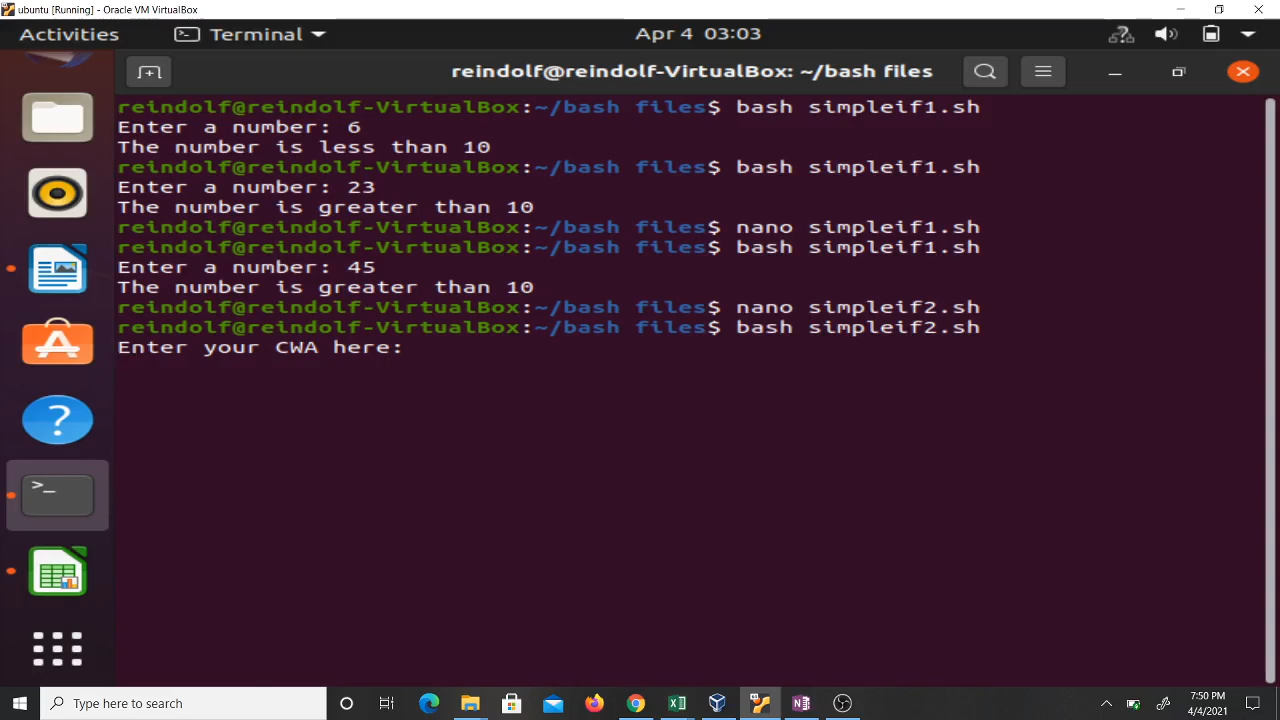 ubuntu [Running] - Oracle VM VirtualBox
Activities
Terminal
Apr 4 03:03
reindolf@reindolf-VirtualBox: ~/bash files
reindolf@reindolf-VirtualBox:~/bash files$ bash simpleif1.sh
Enter a number: 6
The number is less than 10
reindolf@reindolf-VirtualBox:~/bash files$ bash simpleif1.sh
Enter a number: 23
The number is greater than 10
reindolf@reindolf-VirtualBox:~/bash files$ nano simpleif1.sh
reindolf@reindolf-VirtualBox:~/bash files$ bash simpleif1.sh
Enter a number: 45
The number is greater than 10
reindolf@reindolf-VirtualBox:~/bash files$ nano simpleif2.sh
reindolf@reindolf-VirtualBox:~/bash files$ bash simpleif2.sh
Enter your CWA here:
Type here to search
7:50 PM
4/4/2021